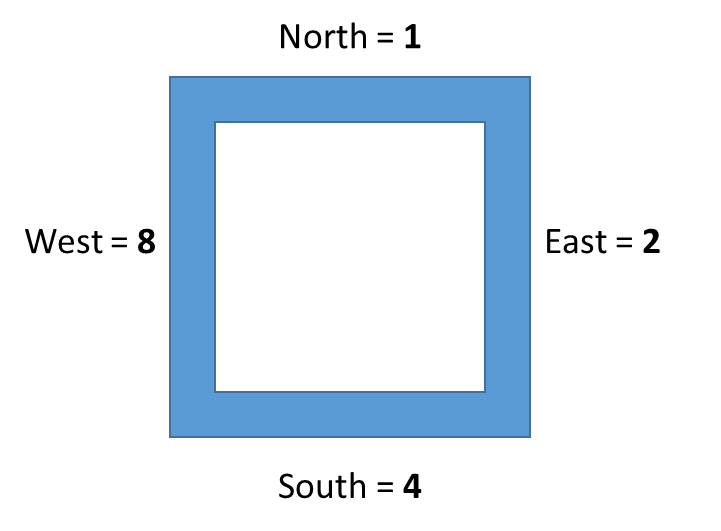 North = 1
West = 8
East = 2
South = 4